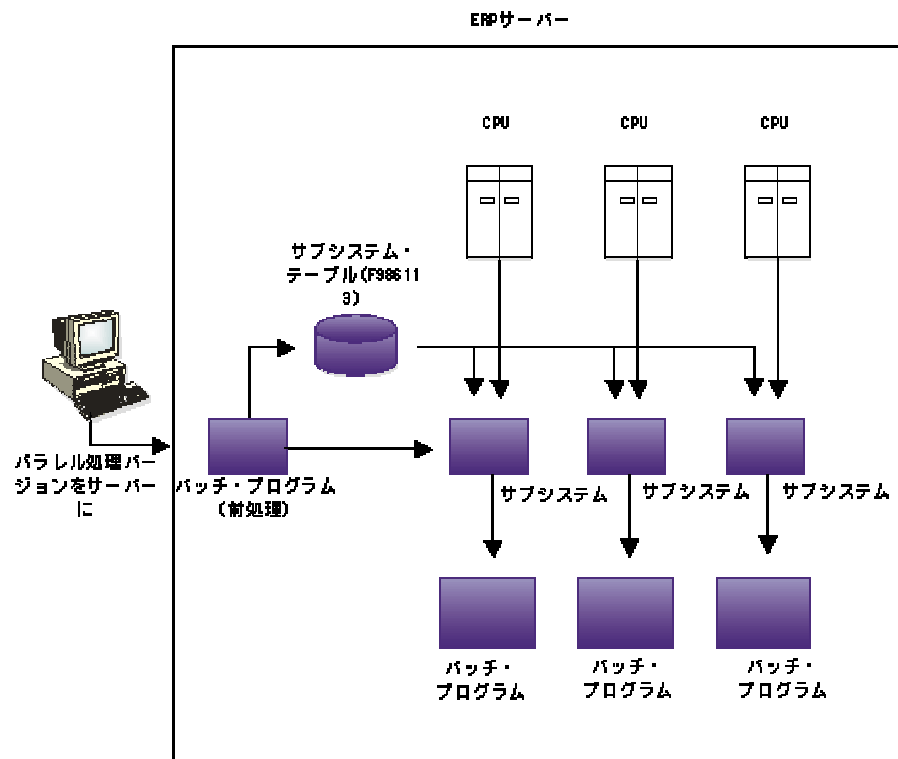 ERPサーバー
CPU
CPU
CPU
サブシステム・
テーブル(F98611
3)
パラレル処理バー
ジョンをサーバー
に
バッチ・プログラム
(前処理)
サブシステム
サブシステム
サブシステム
バッチ・
プログラム
バッチ・
プログラム
バッチ・
プログラム